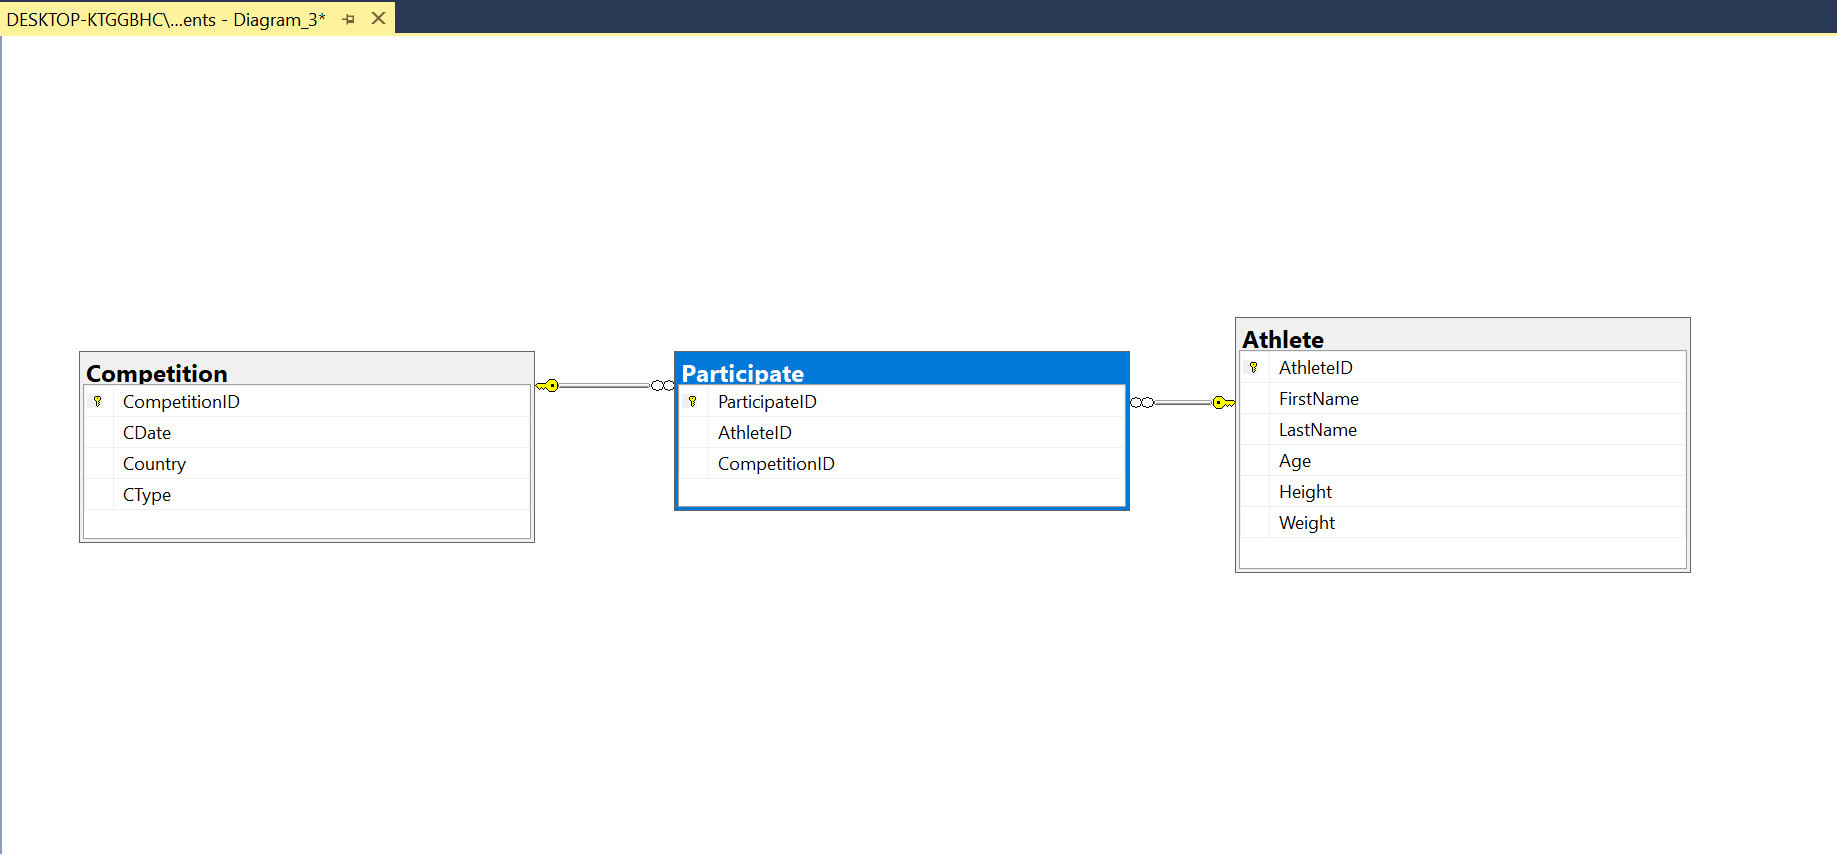 DESKTOP-KTGGBHC\...ents - Diagram_3*
Competition
CompetitionID
CDate
Country
CType
Participate
ParticipateID
AthleteID
CompetitionID
Athlete
AthleteID
FirstName
LastName
Age
Height
Weight